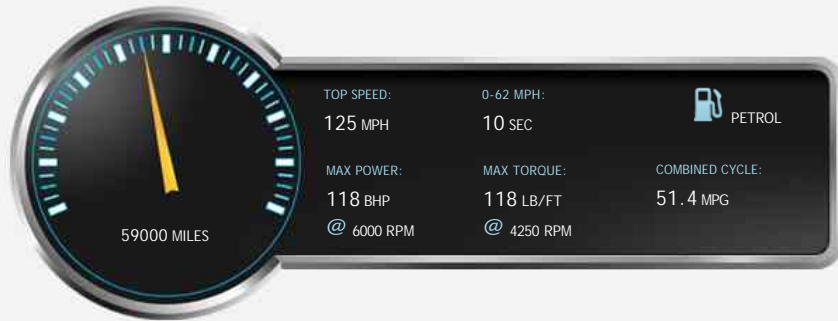 TOP SPEED:
125 MPH
0-62 MPH:
10 SEC
PETROL
MAX POWER:
118 BHP
@ 6000 RPM
MAX TORQUE:
118 LB/FT
@ 4250 RPM
COMBINED CYCLE:
51.4 MPG
59000 MILES